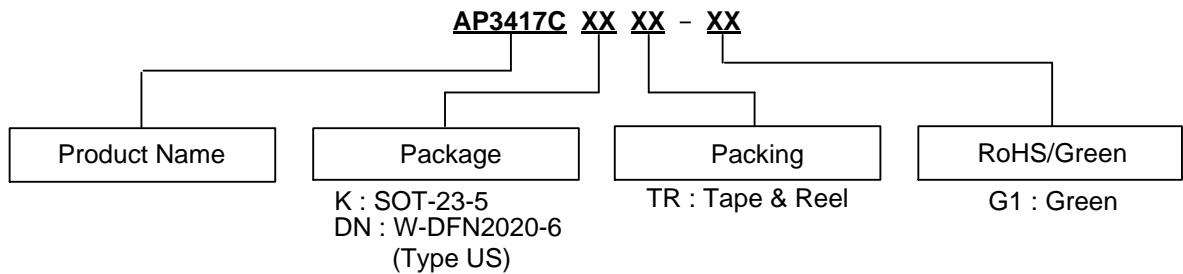 AP3417C XX XX - XX
Product Name
Package
Packing
RoHS/Green
K : SOT-23-5
DN : W-DFN2020-6
(Type US)
TR : Tape & Reel
G1 : Green